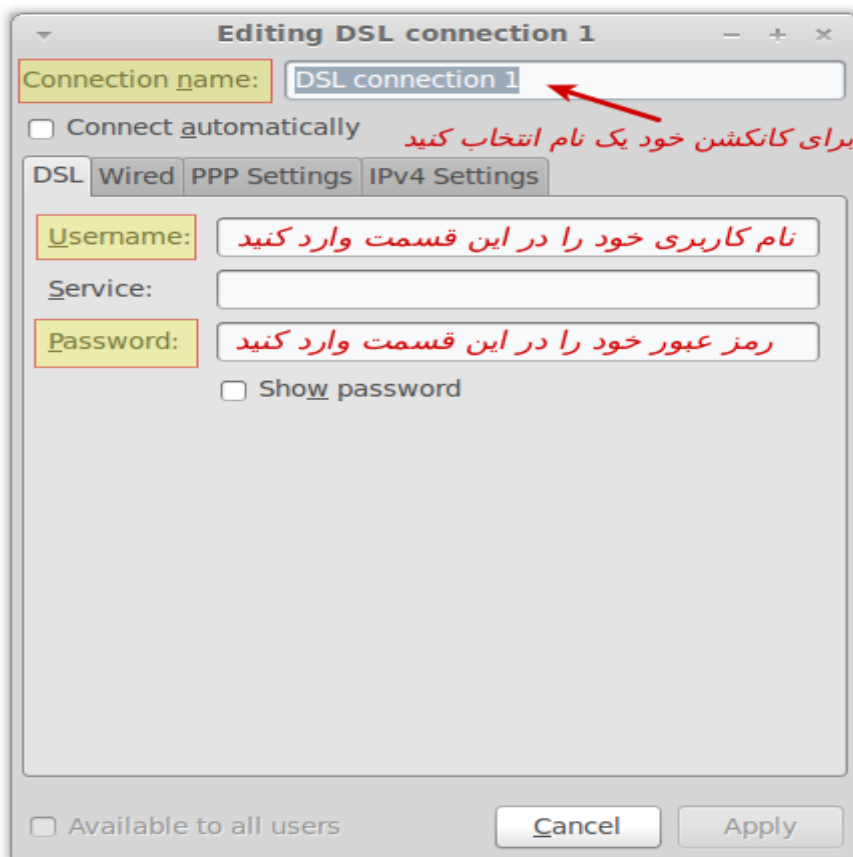 Editing DSL connection 1
Connection name: DSL connection 1
Connect automatically
برای کانکشن خود یک نام انتخاب کنید
DSL Wired PPP Settings IPv4 Settings
Username: نام کاربری خود را در این قسمت وارد کنید
Service:
Password: رمز عبور خود را در این قسمت وارد کنید
Show password
Available to all users Cancel Apply